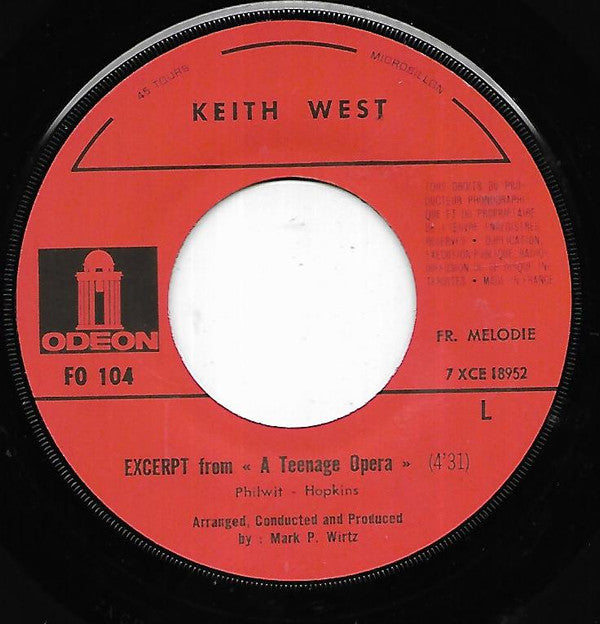 45 TOURS
MICROSILLON
KEITH WEST
TOUS DROITS DU PRO-
DUCTEUR PHONOGRAPHI-
QUE ET DU PROPRIETAIRE
DE L'ŒUVRE ENREGISTREE
RESERVES • DUPLICATION,
EXECUTION PUBLIQUE, RADIO-
DIFFUSION DE CE DISQUE IN-
TERDITES • MADE IN FRANCE
ODEON
FO 104
FR. MELODIE
7 XCE 18952
L
EXCERPT from « A Teenage Opera » (4'31)
Philwit - Hopkins
Arranged, Conducted and Produced
by : Mark P. Wirtz